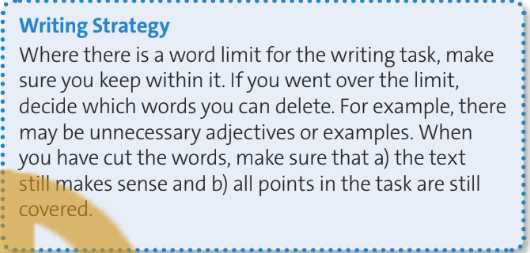 Writing Strategy
Where there is a word limit for the writing task, make
sure you keep within it. If you went over the limit,
decide which words you can delete. For example, there
may be unnecessary adjectives or examples. When
you have cut the words, make sure that a) the text
still makes sense and b) all points in the task are still
covered.